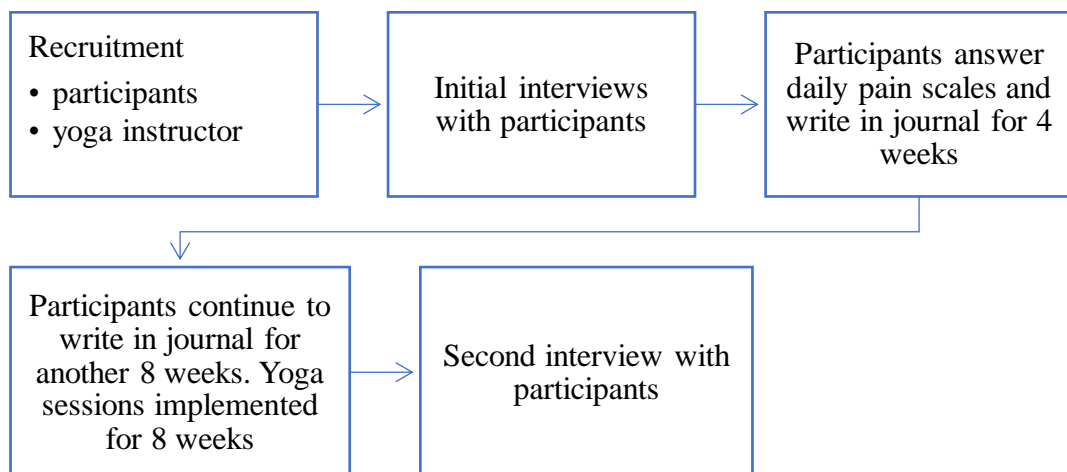 Recruitment
• participants
• yoga instructor
Initial interviews
with participants
Participants answer
daily pain scales and
write in journal for 4
weeks
Participants continue to
write in journal for
another 8 weeks. Yoga
sessions implemented
for 8 weeks
Second interview with
participants